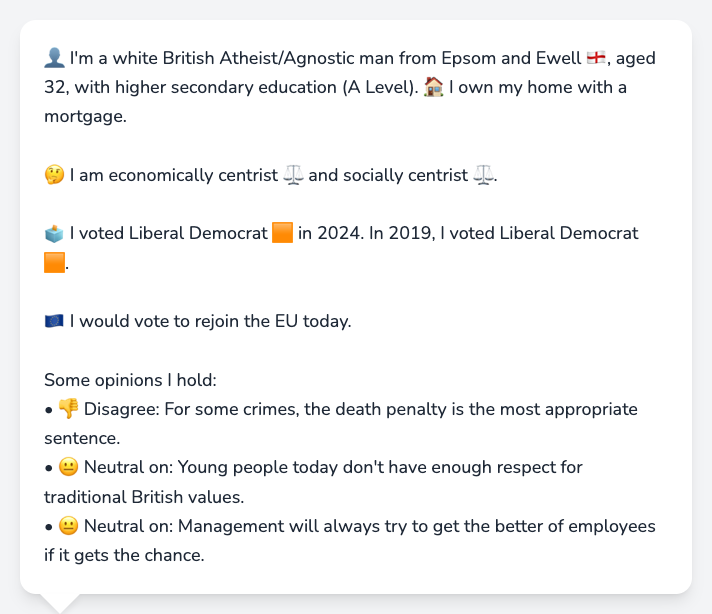 👤 I'm a white British Atheist/Agnostic man from Epsom and Ewell 🏴󠁧󠁢󠁥󠁮󠁧󠁿, aged
32, with higher secondary education (A Level). 🏠 I own my home with a
mortgage.
🤔 I am economically centrist ⚖️ and socially centrist ⚖️.
🗳️ I voted Liberal Democrat 🟧 in 2024. In 2019, I voted Liberal Democrat
🟧.
🇪🇺 I would vote to rejoin the EU today.
Some opinions I hold:
• 👎 Disagree: For some crimes, the death penalty is the most appropriate
sentence.
• 😐 Neutral on: Young people today don't have enough respect for
traditional British values.
• 😐 Neutral on: Management will always try to get the better of employees
if it gets the chance.